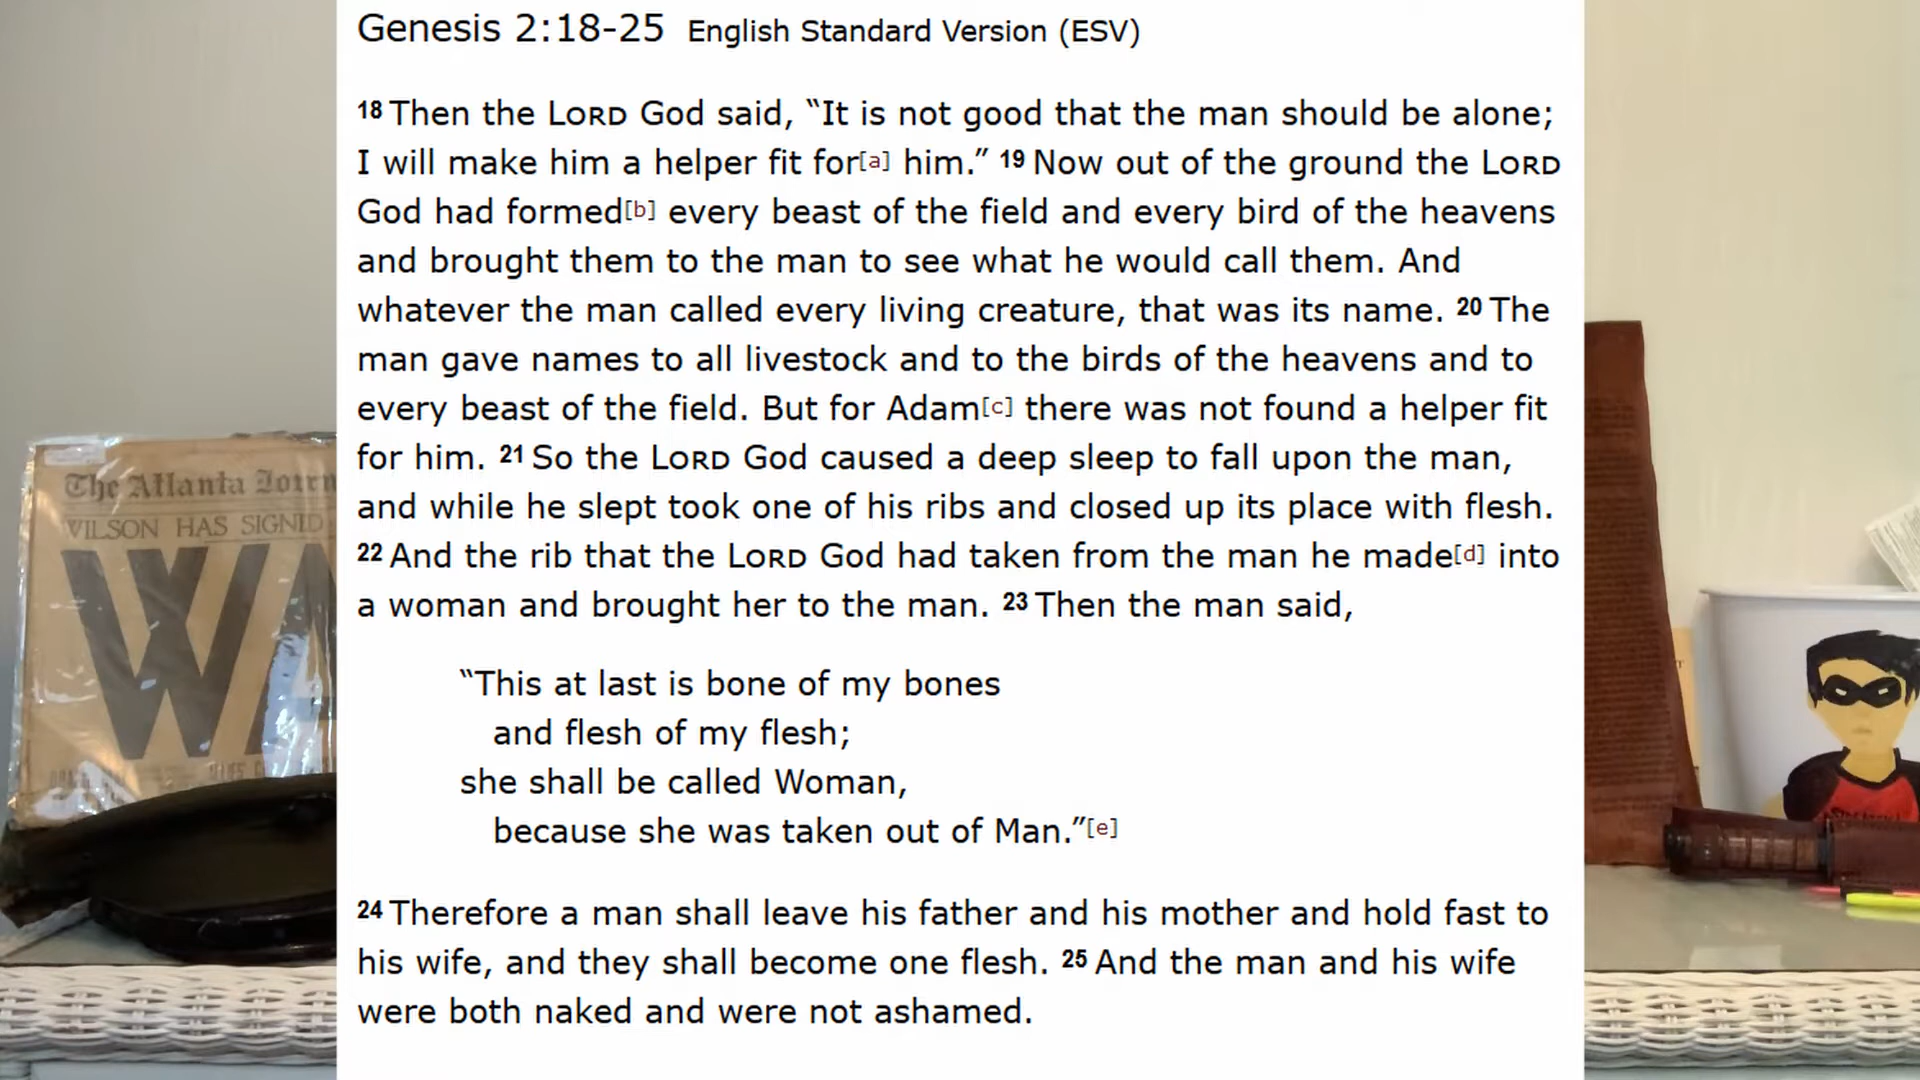 Genesis 2:18-25 English Standard Version (ESV)
18 Then the LORD God said, “It is not good that the man should be alone;
I will make him a helper fit for[a] him.” 19 Now out of the ground the LORD
God had formed[b] every beast of the field and every bird of the heavens
and brought them to the man to see what he would call them. And
whatever the man called every living creature, that was its name. 20 The
man gave names to all livestock and to the birds of the heavens and to
every beast of the field. But for Adam[c] there was not found a helper fit
for him. 21 So the LORD God caused a deep sleep to fall upon the man,
and while he slept took one of his ribs and closed up its place with flesh.
22 And the rib that the LORD God had taken from the man he made[d] into
a woman and brought her to the man. 23 Then the man said,
“This at last is bone of my bones
and flesh of my flesh;
she shall be called Woman,
because she was taken out of Man.”[e]
24 Therefore a man shall leave his father and his mother and hold fast to
his wife, and they shall become one flesh. 25 And the man and his wife
were both naked and were not ashamed.
The Atlanta Journ
WILSON HAS SIGNED
WA